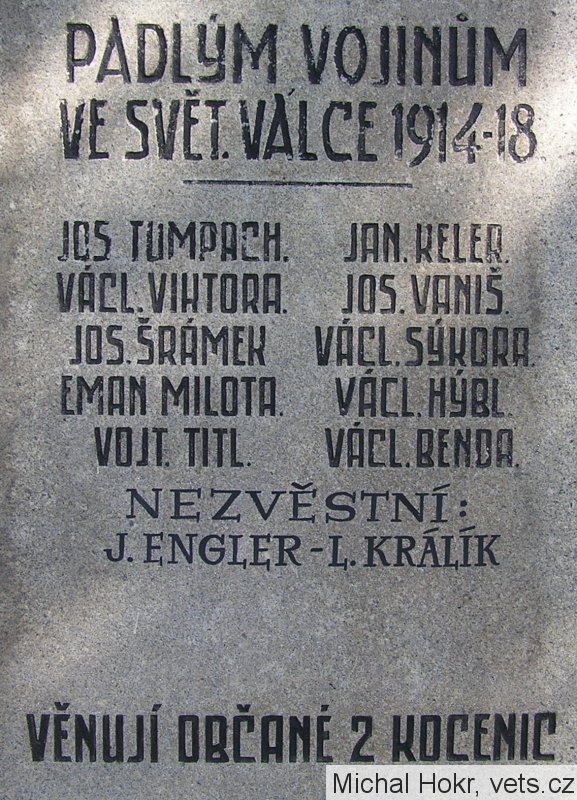 PADLÝM VOJINŮM
VE SVĚT. VÁLCE 1914-18
JOS TUMPACH. JAN. KELER.
VÁCL. VIKTORA. JOS. VANIŠ.
JOS. ŠRÁMEK VÁCL. SÝKORA.
EMAN MILOTA. VÁCL. HÝBL.
VOJT. TITL. VÁCL. BENDA.
NEZVĚSTNÍ:
J. ENGLER - L. KRÁLÍK
VĚNUJÍ OBČANÉ Z KOCENIC
Michal Hokr, vets.cz